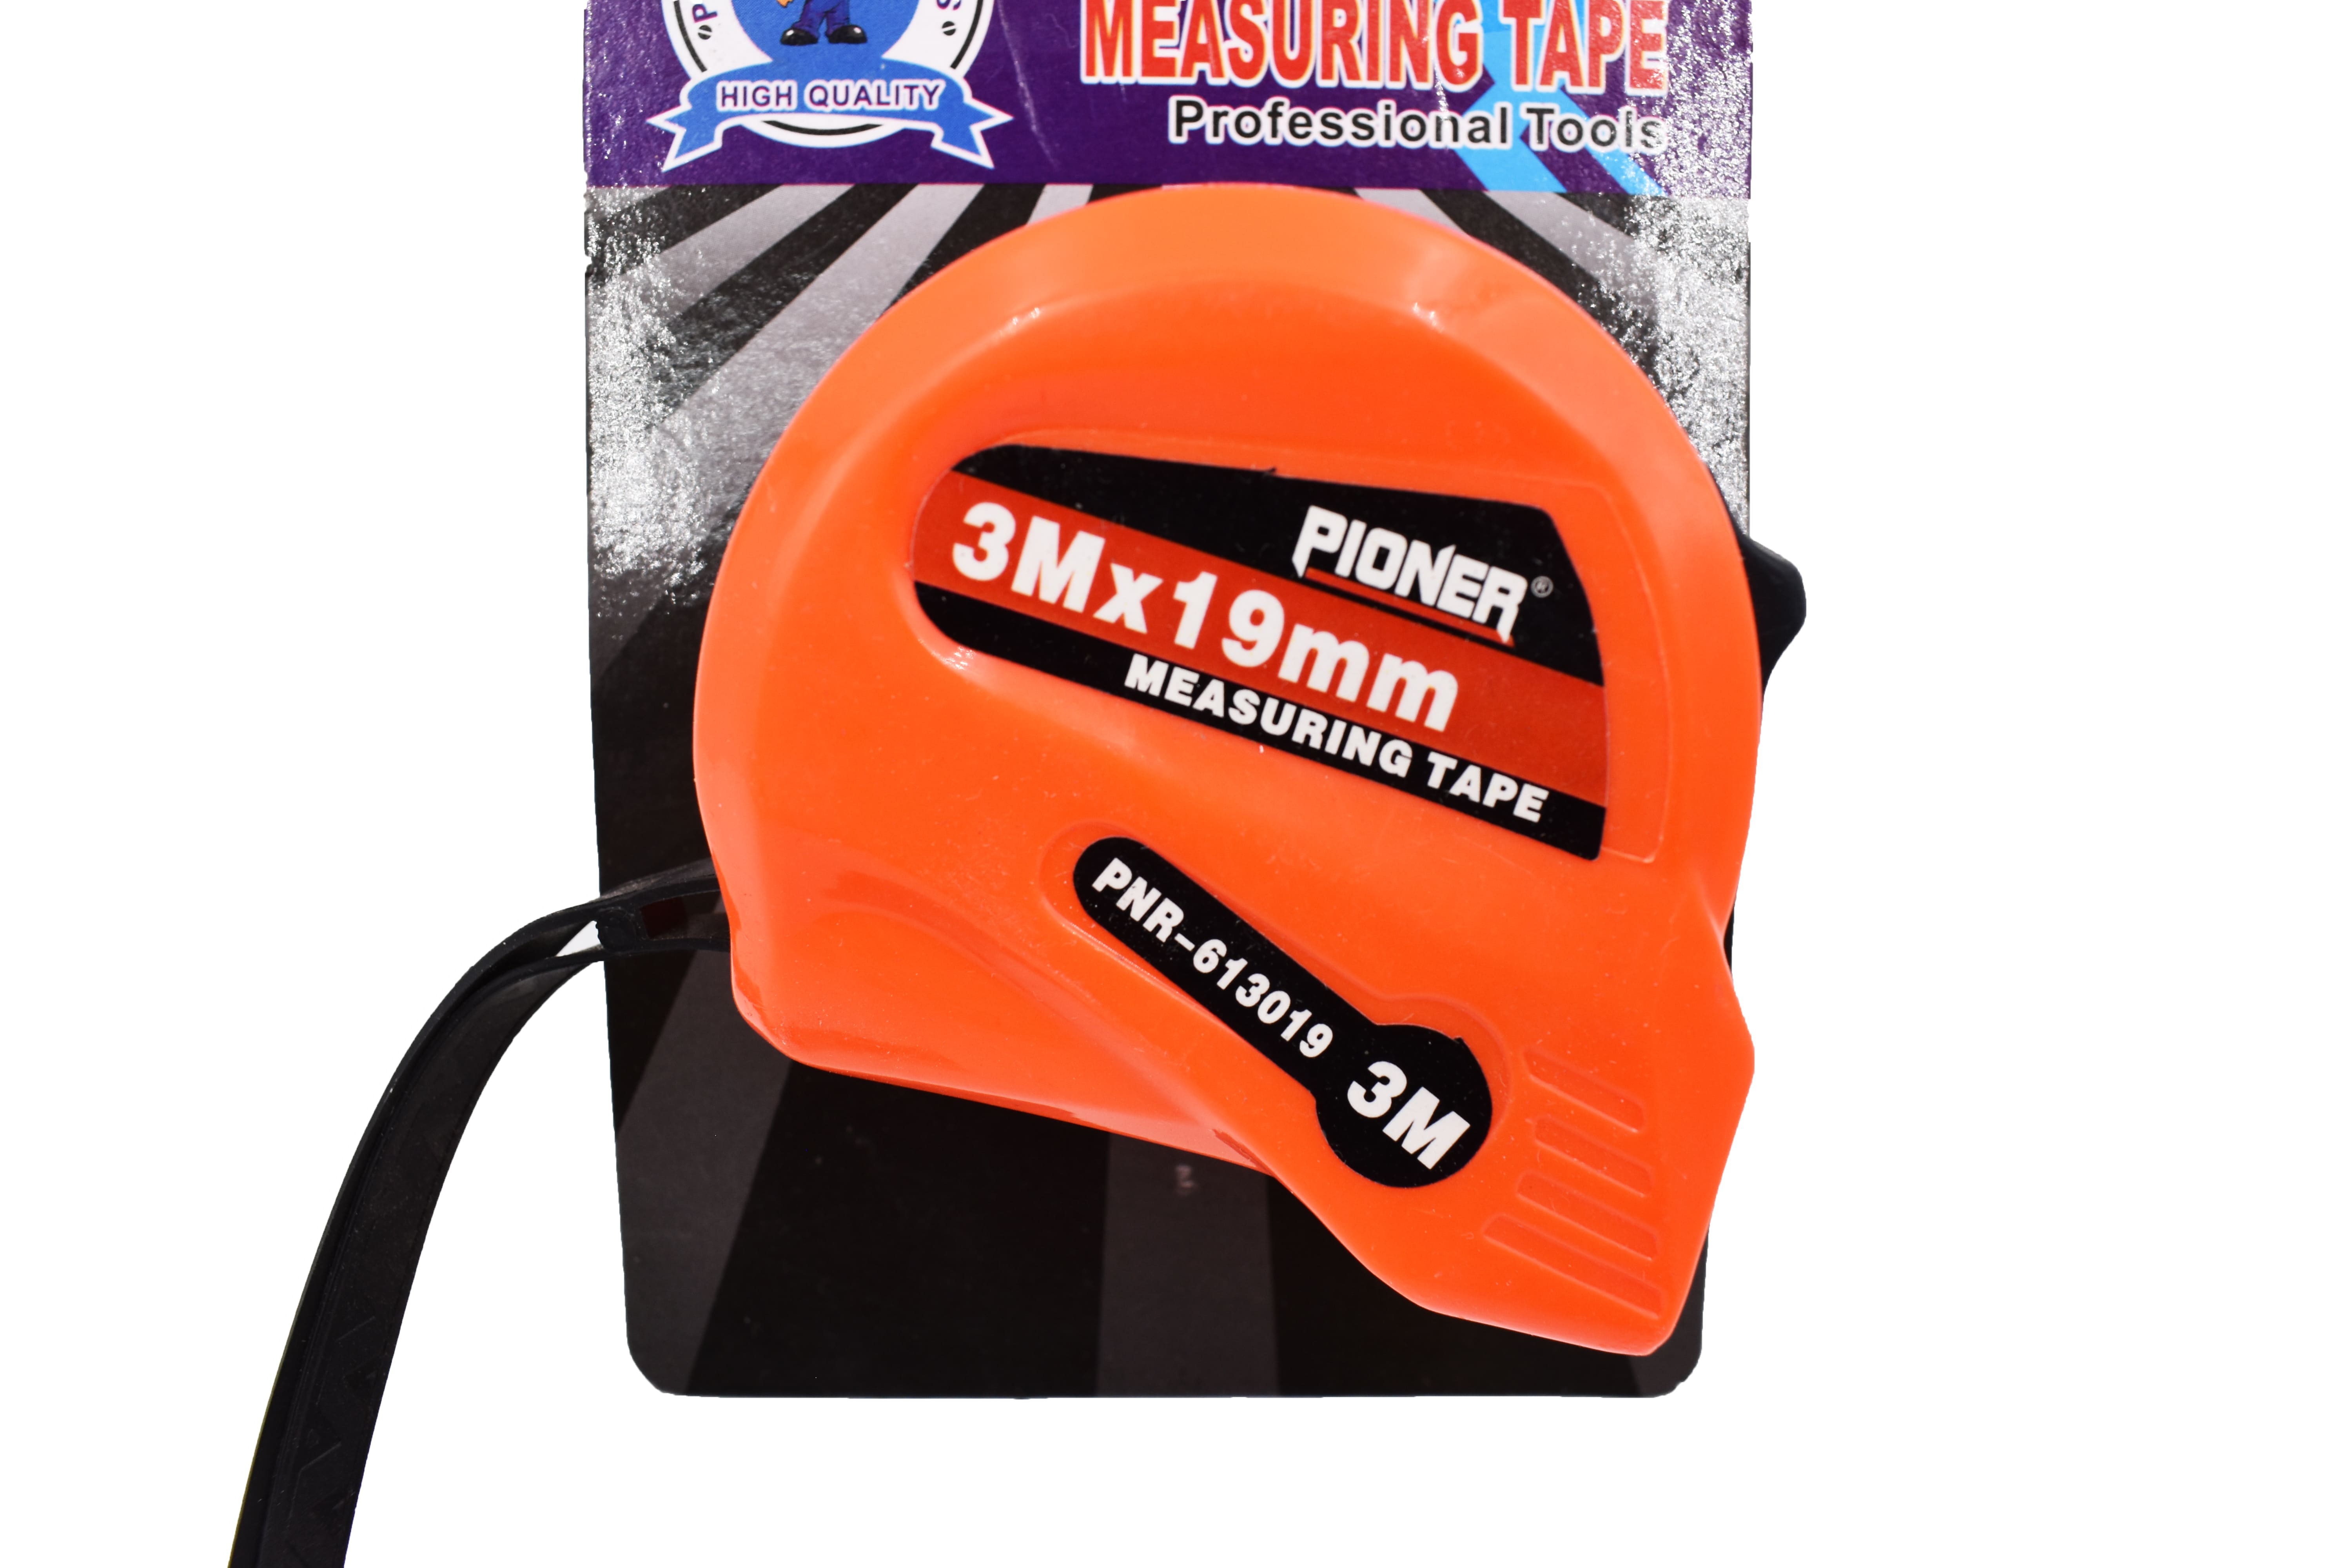 HIGH QUALITY
MEASURING TAPE
Professional Tools
PIONER®
3Mx19mm
MEASURING TAPE
PNR-613019
3M